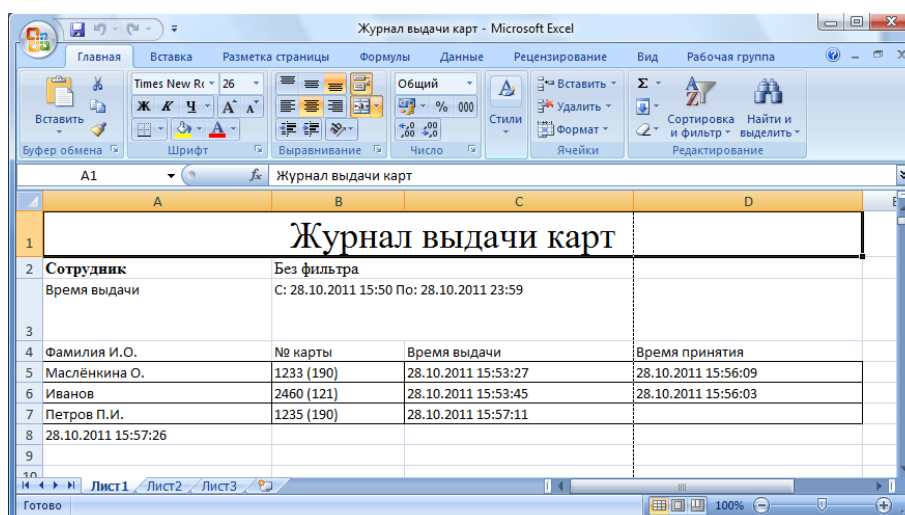 Журнал выдачи карт - Microsoft Excel
Главная Вставка Разметка страницы Формулы Данные Рецензирование Вид Рабочая группа
Вставить
Буфер обмена
Times New Ro 26
Ж К Ч
Шрифт
Выравнивание
Общий
% 000
Число
Стили
Вставить
Удалить
Формат
Ячейки
Сортировка и фильтр
Найти и выделить
Редактирование
A1 fx Журнал выдачи карт
A B C D E
1 Журнал выдачи карт
2 Сотрудник Без фильтра
3 Время выдачи С: 28.10.2011 15:50 По: 28.10.2011 23:59
4 Фамилия И.О. № карты Время выдачи Время принятия
5 Маслёнкина О. 1233 (190) 28.10.2011 15:53:27 28.10.2011 15:56:09
6 Иванов 2460 (121) 28.10.2011 15:53:45 28.10.2011 15:56:03
7 Петров П.И. 1235 (190) 28.10.2011 15:57:11
8 28.10.2011 15:57:26
9
10
Лист1 Лист2 Лист3
Готово 100%